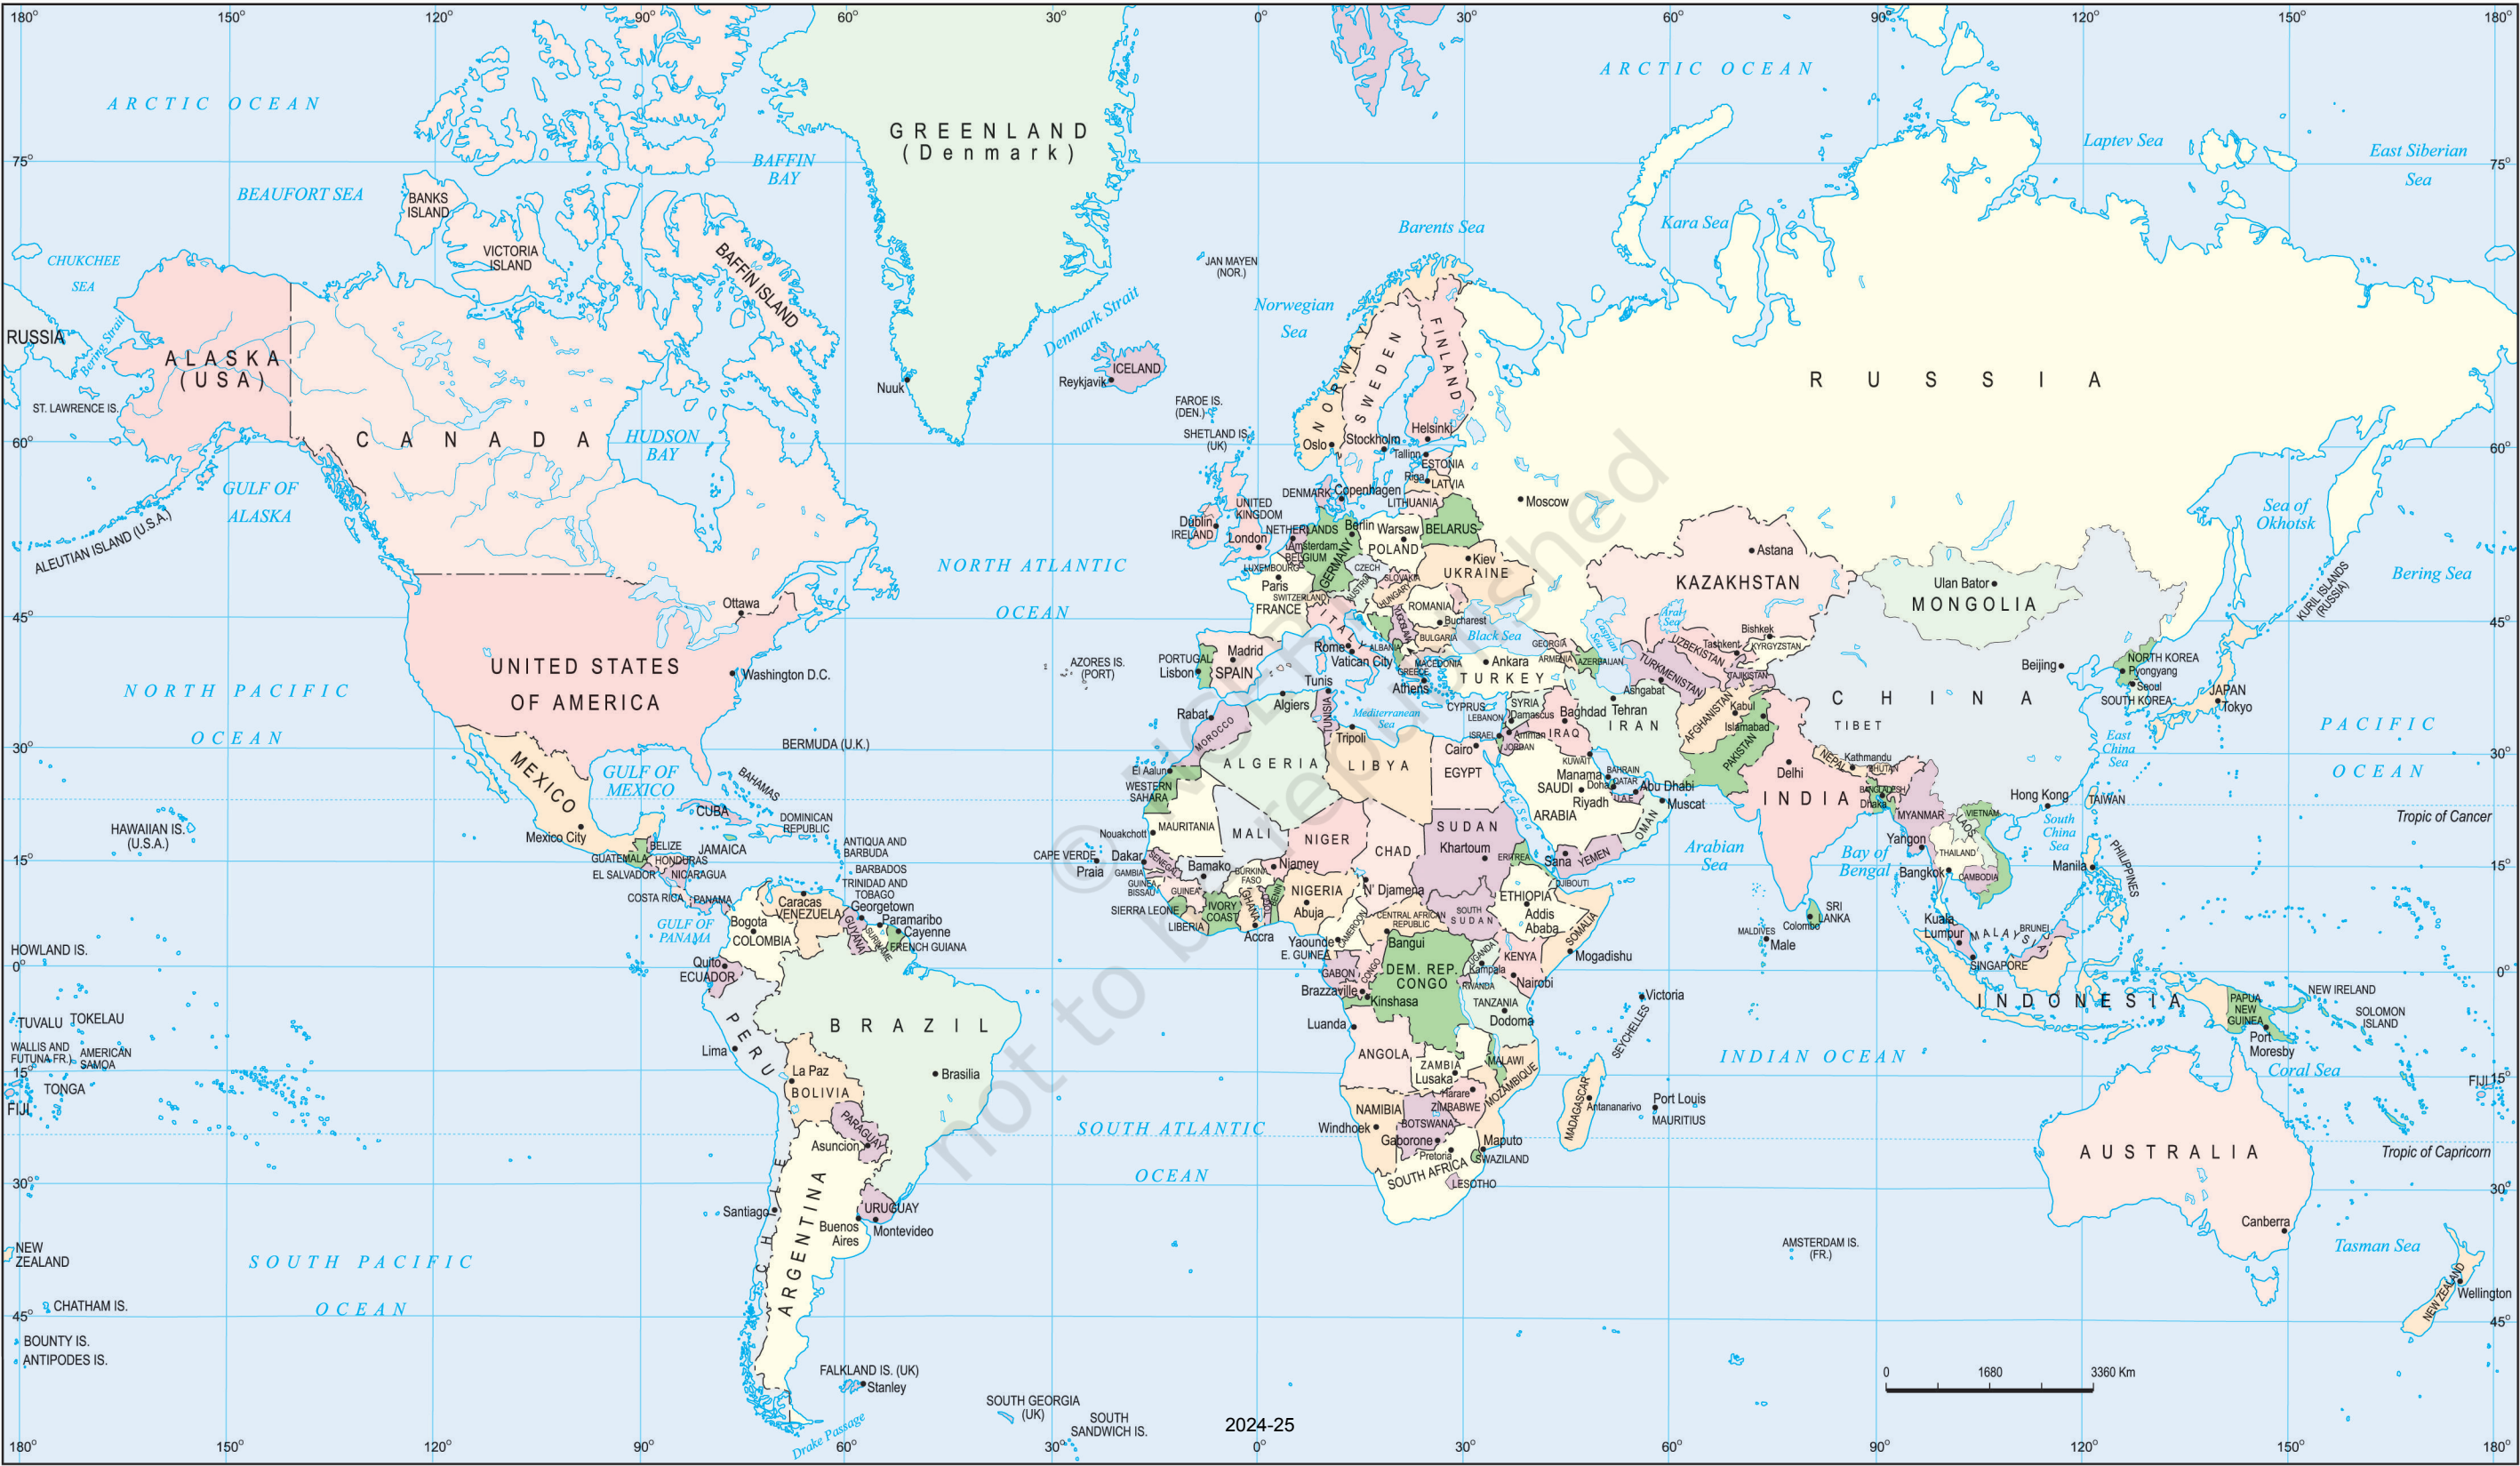 180° 150° 120° 90° 60° 30° 0° 30° 60° 90° 120° 150° 180°
ARCTIC OCEAN
ARCTIC OCEAN
GREENLAND
(Denmark)
75°
75°
BAFFIN
BAY
BEAUFORT SEA
BANKS
ISLAND
VICTORIA
ISLAND
BAFFIN ISLAND
CHUKCHEE
SEA
Laptev Sea
East Siberian
Sea
Kara Sea
Barents Sea
JAN MAYEN
(NOR.)
Norwegian
Sea
Denmark Strait
RUSSIA
Bering Strait
ALASKA
(USA)
ST. LAWRENCE IS.
Nuuk
ICELAND
Reykjavik
FAROE IS.
(DEN.)
SHETLAND IS.
(UK)
NORWAY
SWEDEN
FINLAND
RUSSIA
60°
60°
CANADA
HUDSON
BAY
GULF OF
ALASKA
ALEUTIAN ISLAND (U.S.A.)
Oslo
Stockholm
Helsinki
Tallinn
ESTONIA
Riga
LATVIA
LITHUANIA
DENMARK
Copenhagen
Moscow
UNITED
KINGDOM
Dublin
IRELAND
London
NETHERLANDS
Amsterdam
BELGIUM
LUXEMBOURG
Berlin
GERMANY
Warsaw
POLAND
BELARUS
Kiev
UKRAINE
CZECH
SLOVAKIA
AUSTRIA
HUNGARY
Paris
FRANCE
SWITZERLAND
ROMANIA
Bucharest
BULGARIA
ITALY
Rome
Vatican City
ALBANIA
MACEDONIA
GREECE
Athens
Black Sea
Astana
KAZAKHSTAN
Ulan Bator
MONGOLIA
Sea of
Okhotsk
Bering Sea
KURIL ISLANDS
(RUSSIA)
NORTH ATLANTIC
OCEAN
45°
45°
Ottawa
UNITED STATES
OF AMERICA
Washington D.C.
NORTH PACIFIC
OCEAN
AZORES IS.
(PORT)
PORTUGAL
Lisbon
Madrid
SPAIN
Caspian
Sea
Aral
Sea
GEORGIA
ARMENIA
AZERBAIJAN
Ankara
TURKEY
Bishkek
KYRGYZSTAN
Tashkent
UZBEKISTAN
TURKMENISTAN
TAJIKISTAN
Ashgabat
Beijing
NORTH KOREA
Pyongyang
Seoul
SOUTH KOREA
JAPAN
Tokyo
CHINA
TIBET
Tunis
Algiers
TUNISIA
Rabat
MOROCCO
Mediterranean
Sea
CYPRUS
LEBANON
SYRIA
Damascus
ISRAEL
Amman
JORDAN
Baghdad
IRAQ
Tehran
IRAN
AFGHANISTAN
Kabul
Islamabad
PAKISTAN
30°
30°
BERMUDA (U.K.)
MEXICO
GULF OF
MEXICO
BAHAMAS
PACIFIC
OCEAN
East
China
Sea
Tripoli
Cairo
El Aalun
WESTERN
SAHARA
ALGERIA
LIBYA
EGYPT
KUWAIT
BAHRAIN
Manama
QATAR
Doha
SAUDI
ARABIA
Riyadh
U.A.E
Abu Dhabi
Muscat
OMAN
Red Sea
NEPAL
Kathmandu
BHUTAN
Delhi
INDIA
BANGLADESH
Dhaka
MYANMAR
Yangon
Hong Kong
TAIWAN
Tropic of Cancer
HAWAIIAN IS.
(U.S.A.)
Mexico City
CUBA
DOMINICAN
REPUBLIC
JAMAICA
BELIZE
GUATEMALA
HONDURAS
EL SALVADOR
NICARAGUA
COSTA RICA
PANAMA
ANTIQUA AND
BARBUDA
BARBADOS
TRINIDAD AND
TOBAGO
15°
15°
CAPE VERDE
Praia
Nouakchott
MAURITANIA
MALI
NIGER
CHAD
SUDAN
Khartoum
ERITREA
Sana
YEMEN
DJIBOUTI
Dakar
SENEGAL
GAMBIA
GUINEA
BISSAU
GUINEA
SIERRA LEONE
LIBERIA
Bamako
BURKINA
FASO
Niamey
IVORY
COAST
GHANA
TOGO
BENIN
Accra
NIGERIA
Abuja
N' Djamena
Arabian
Sea
Bay of
Bengal
LAOS
VIETNAM
THAILAND
Bangkok
CAMBODIA
South
China
Sea
Manila
PHILIPPINES
SRI
LANKA
Colombo
MALDIVES
Male
ETHIOPIA
Addis
Ababa
SOMALIA
Mogadishu
SOUTH
SUDAN
CENTRAL AFRICAN
REPUBLIC
Bangui
CAMEROON
Yaounde
E. GUINEA
GABON
CONGO
Brazzaville
DEM. REP.
CONGO
Kinshasa
UGANDA
Kampala
RWANDA
KENYA
Nairobi
TANZANIA
Dodoma
Victoria
SEYCHELLES
GULF OF
PANAMA
Caracas
VENEZUELA
Georgetown
GUYANA
Paramaribo
SURINAME
Cayenne
FRENCH GUIANA
Bogota
COLOMBIA
Quito
ECUADOR
HOWLAND IS.
0°
0°
Kuala
Lumpur
MALAYSIA
BRUNEI
SINGAPORE
INDONESIA
PAPUA
NEW
GUINEA
Port
Moresby
NEW IRELAND
SOLOMON
ISLAND
TUVALU
TOKELAU
WALLIS AND
FUTUNA FR.)
AMERICAN
SAMOA
TONGA
FIJI
15°
15°
FIJI
PERU
Lima
BRAZIL
Brasilia
La Paz
BOLIVIA
PARAGUAY
Asuncion
Luanda
ANGOLA
ZAMBIA
Lusaka
MALAWI
MOZAMBIQUE
Harare
ZIMBABWE
NAMIBIA
Windhoek
BOTSWANA
Gaborone
Pretoria
Maputo
SWAZILAND
SOUTH AFRICA
LESOTHO
MADAGASCAR
Antananarivo
Port Louis
MAURITIUS
INDIAN OCEAN
Coral Sea
AUSTRALIA
Canberra
Tropic of Capricorn
SOUTH ATLANTIC
OCEAN
30°
30°
CHILE
Santiago
ARGENTINA
Buenos
Aires
URUGUAY
Montevideo
AMSTERDAM IS.
(FR.)
Tasman Sea
NEW ZEALAND
Wellington
NEW
ZEALAND
SOUTH PACIFIC
OCEAN
CHATHAM IS.
45°
45°
BOUNTY IS.
ANTIPODES IS.
FALKLAND IS. (UK)
Stanley
SOUTH GEORGIA
(UK)
SOUTH
SANDWICH IS.
Drake Passage
0 1680 3360 Km
2024-25
180° 150° 120° 90° 60° 30° 0° 30° 60° 90° 120° 150° 180°
not to be republished